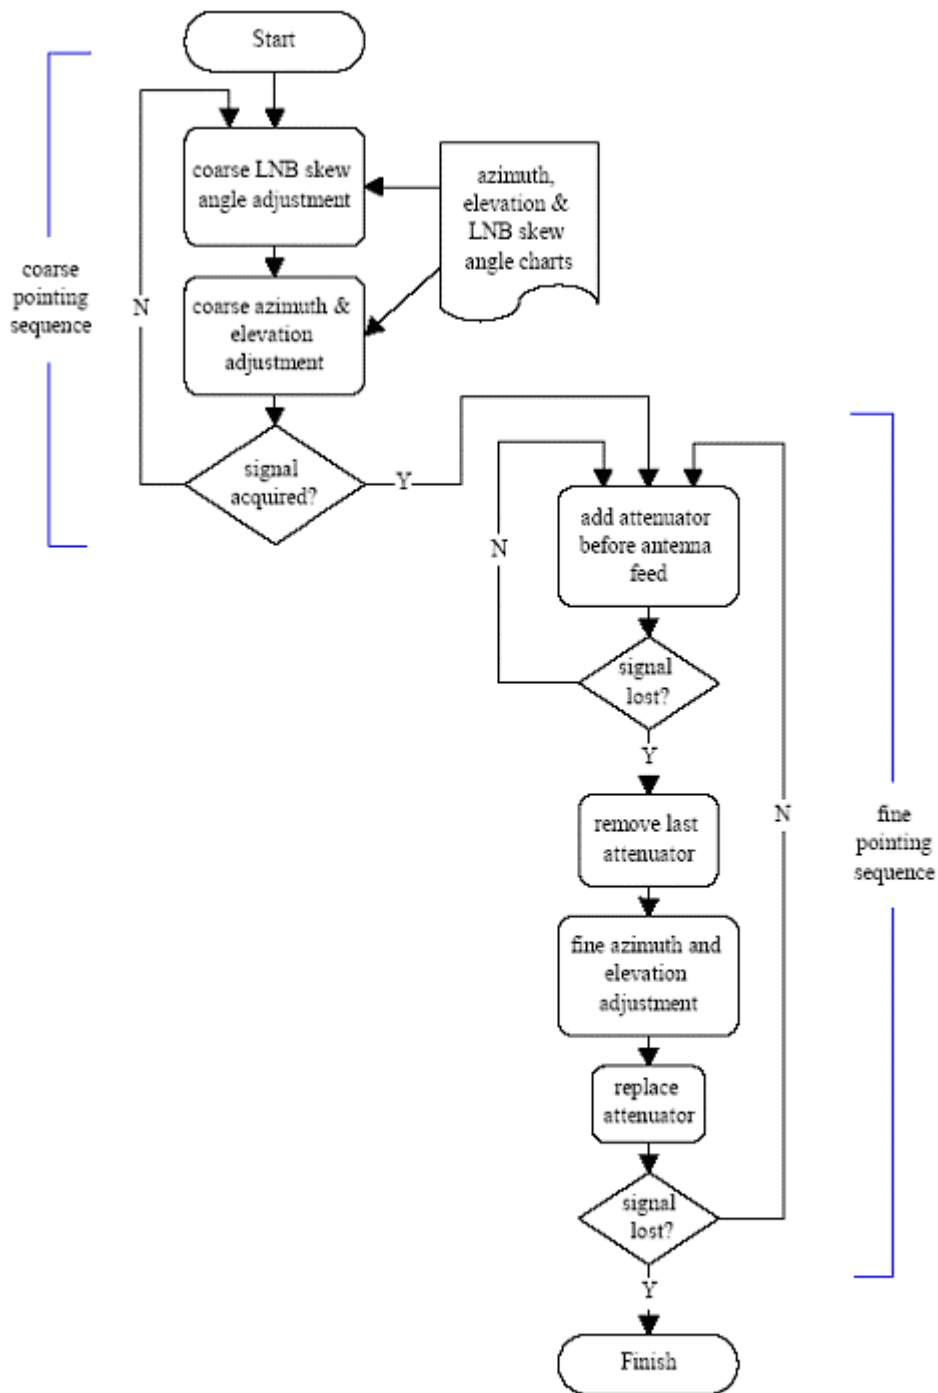 Start
coarse LNB skew
angle adjustment
azimuth,
elevation &
LNB skew
angle charts
coarse
pointing
sequence
N
coarse azimuth &
elevation
adjustment
signal
acquired?
Y
add attenuator
before antenna
feed
N
signal
lost?
Y
remove last
attenuator
N
fine
pointing
sequence
fine azimuth and
elevation
adjustment
replace
attenuator
signal
lost?
Y
Finish